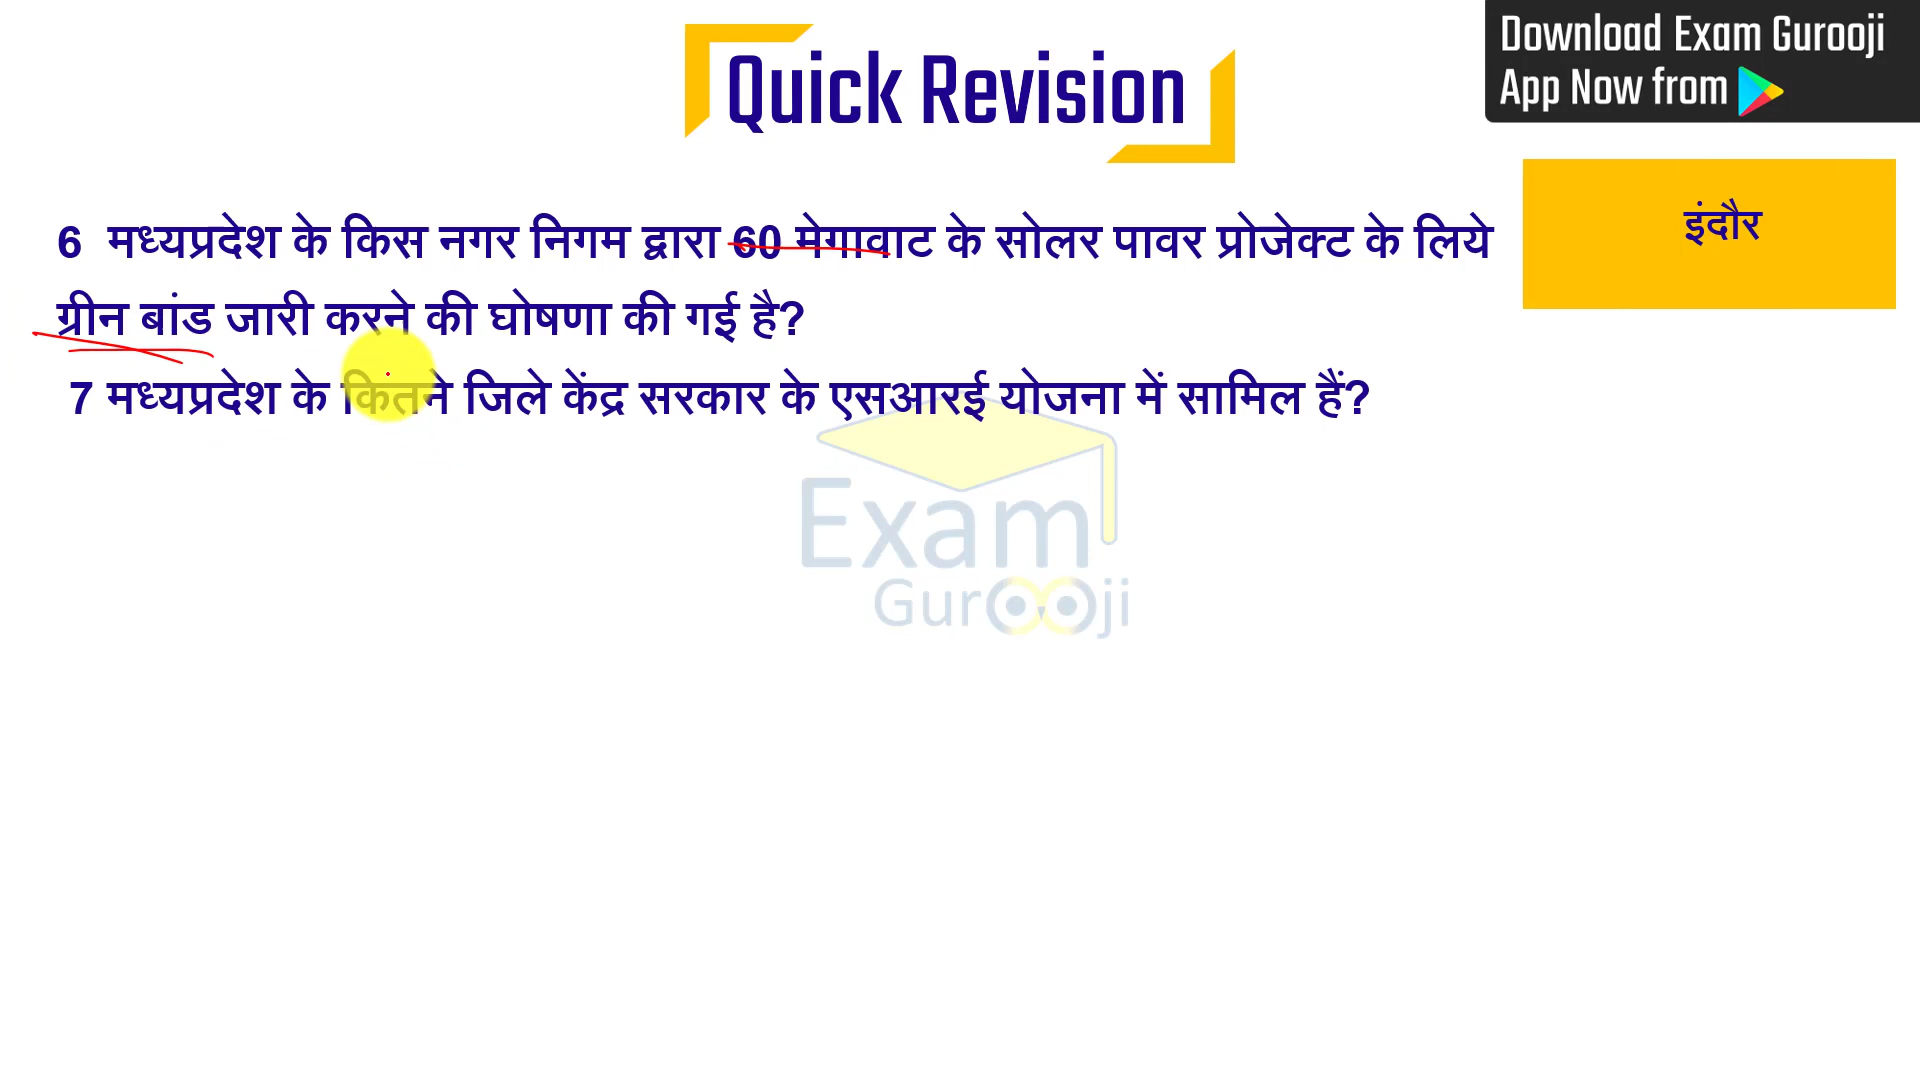 Quick Revision
Download Exam Gurooji
App Now from
6 मध्यप्रदेश के किस नगर निगम द्वारा 60 मेगावाट के सोलर पावर प्रोजेक्ट के लिये
ग्रीन बांड जारी करने की घोषणा की गई है?
इंदौर
7 मध्यप्रदेश के कितने जिले केंद्र सरकार के एसआरई योजना में सामिल हैं?
Exam
Gurooji